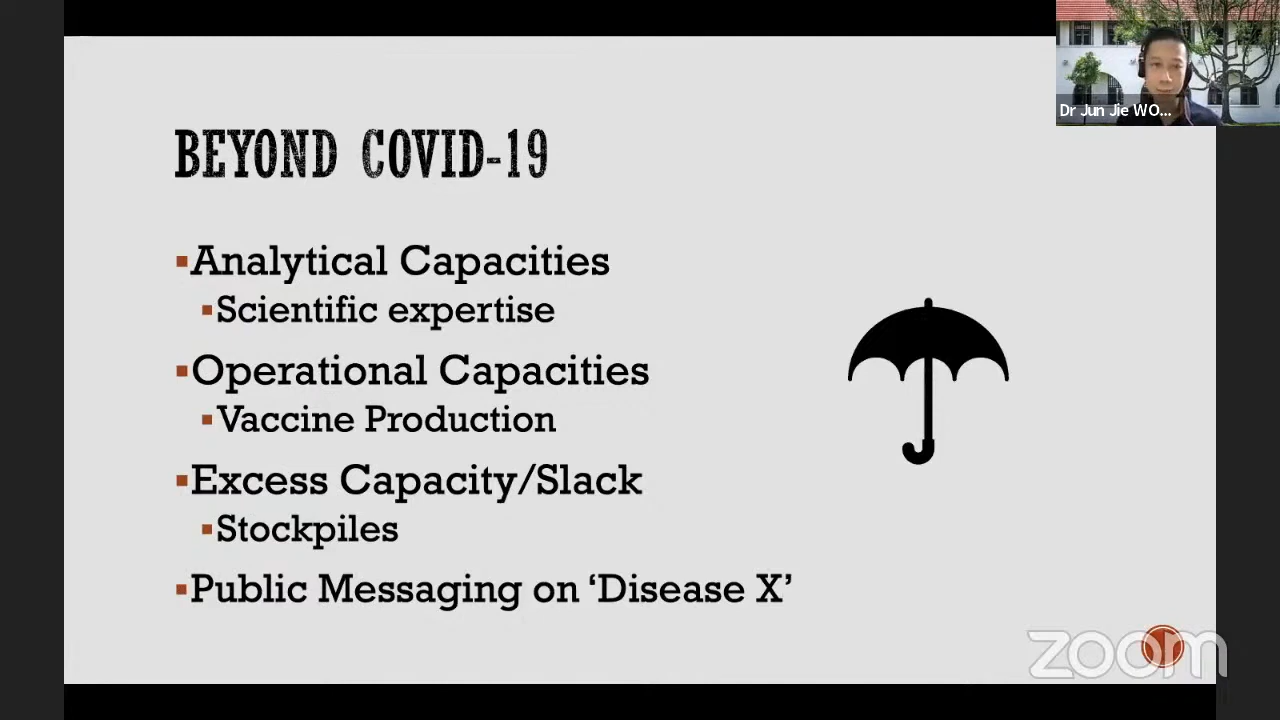 Dr Jun Jie WO...
BEYOND COVID-19
▪Analytical Capacities
▪Scientific expertise
▪Operational Capacities
▪Vaccine Production
▪Excess Capacity/Slack
▪Stockpiles
▪Public Messaging on ‘Disease X’
zoom